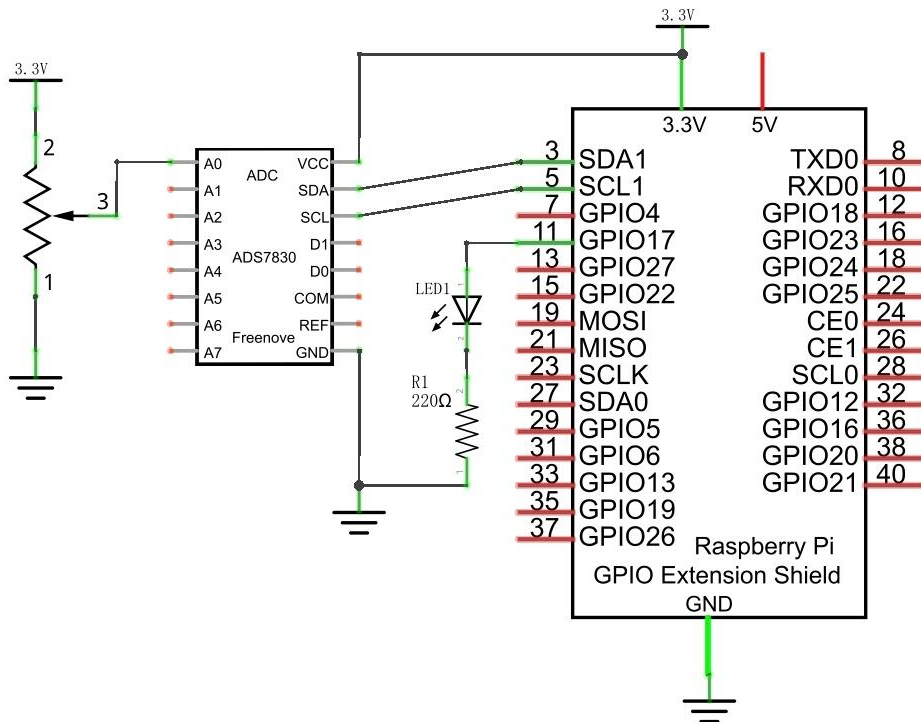 3.3V
3.3V
2
3
1
A0
A1
A2
A3
A4
A5
A6
A7
ADC
ADS7830
Freenove
VCC
SDA
SCL
D1
D0
COM
REF
GND
LED1
1
2
R1
220Ω
2
1
3.3V 5V
3 SDA1
5 SCL1
7 GPIO4
11 GPIO17
13 GPIO27
15 GPIO22
19 MOSI
21 MISO
23 SCLK
27 SDA0
29 GPIO5
31 GPIO6
33 GPIO13
35 GPIO19
37 GPIO26
TXD0 8
RXD0 10
GPIO18 12
GPIO23 16
GPIO24 18
GPIO25 22
CE0 24
CE1 26
SCL0 28
GPIO12 32
GPIO16 36
GPIO20 38
GPIO21 40
Raspberry Pi
GPIO Extension Shield
GND